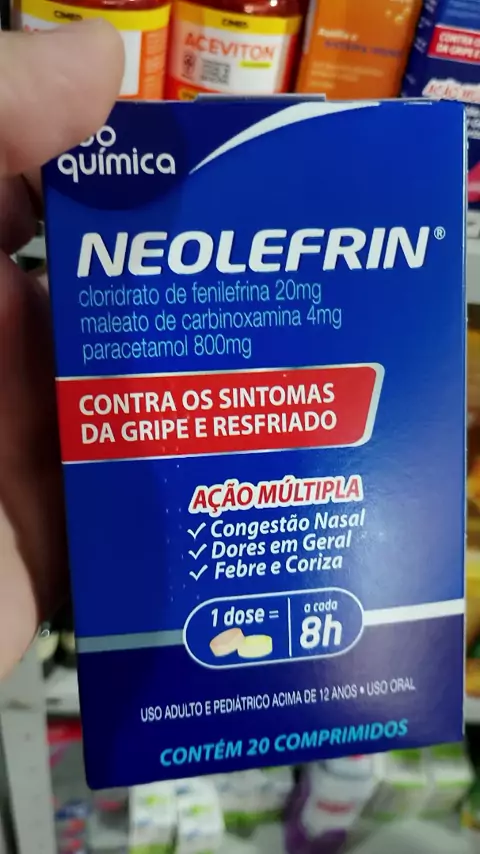 CIMED
CIMED
ACEVITON
química
NEOLEFRIN®
cloridrato de fenilefrina 20mg
maleato de carbinoxamina 4mg
paracetamol 800mg
CONTRA OS SINTOMAS
DA GRIPE E RESFRIADO
AÇÃO MÚLTIPLA
✓ Congestão Nasal
✓ Dores em Geral
✓ Febre e Coriza
1 dose =
a cada
8h
USO ADULTO E PEDIÁTRICO ACIMA DE 12 ANOS • USO ORAL
CONTÉM 20 COMPRIMIDOS